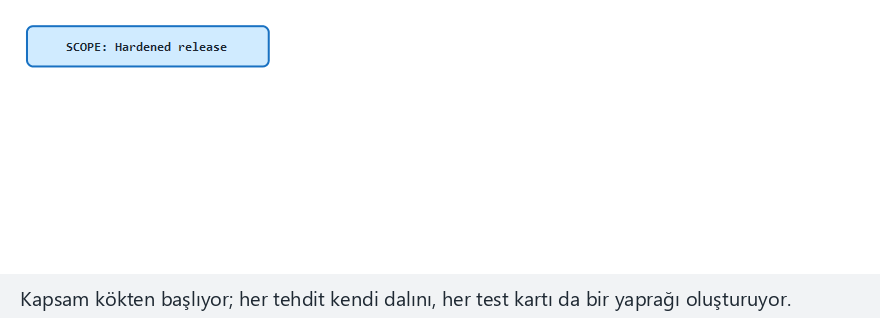 SCOPE: Hardened release
Kapsam kökten başlıyor; her tehdit kendi dalını, her test kartı da bir yaprağı oluşturuyor.